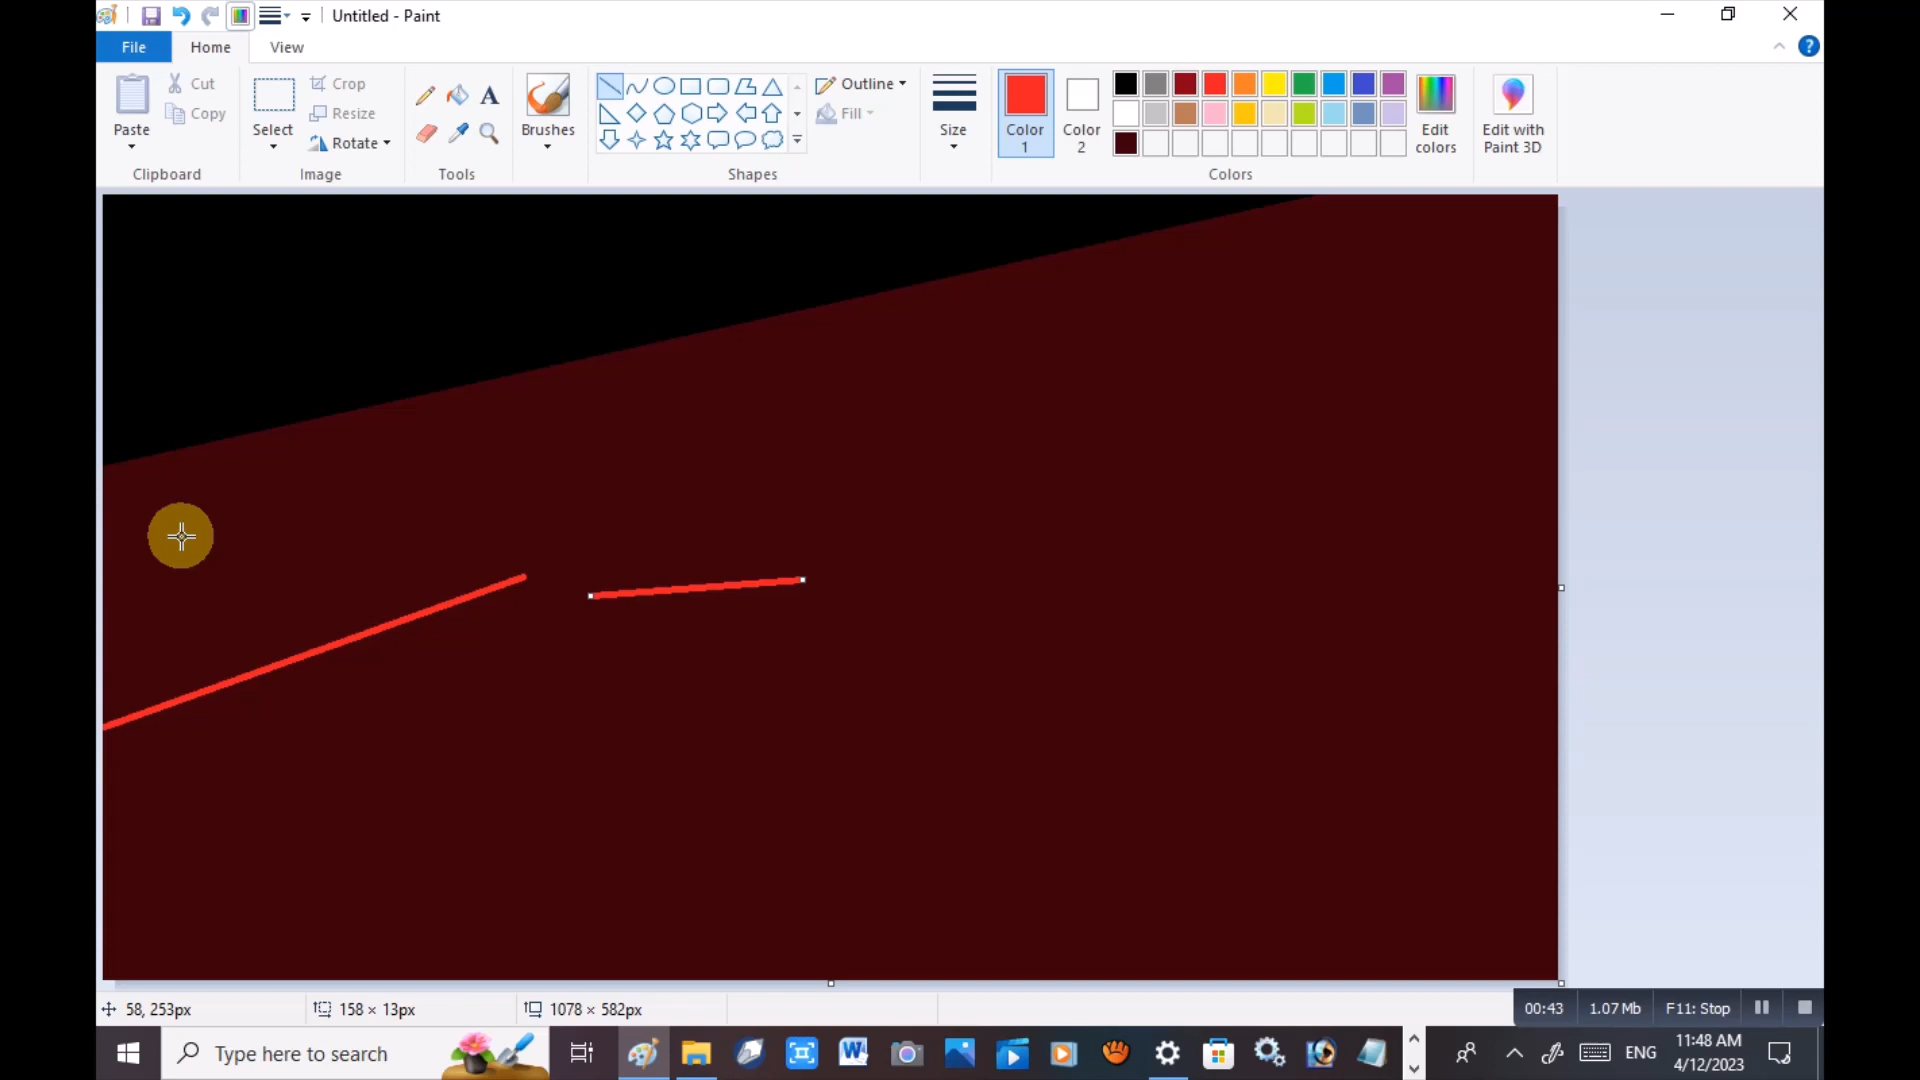 Untitled - Paint
File Home View
Paste
Cut
Copy
Clipboard
Select
Crop
Resize
Rotate
Image
A
Tools
Brushes
Shapes
Outline
Fill
Size
Color 1
Color 2
Colors
Edit colors
Edit with Paint 3D
?
58, 253px
158 × 13px
1078 × 582px
00:43 1.07 Mb F11: Stop
Type here to search
W
ENG
11:48 AM
4/12/2023